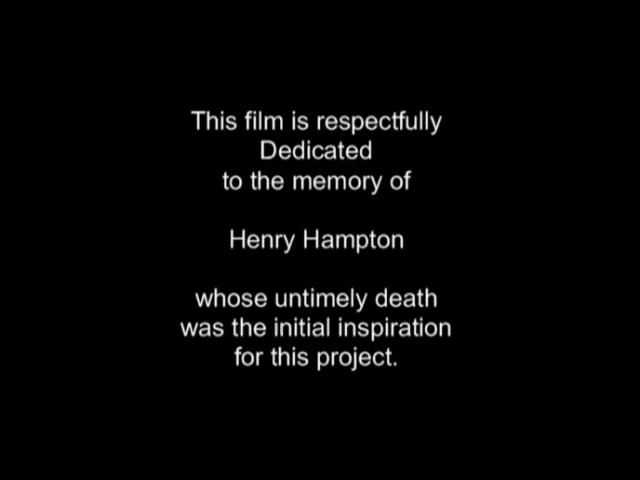 This film is respectfully
Dedicated
to the memory of
Henry Hampton
whose untimely death
was the initial inspiration
for this project.